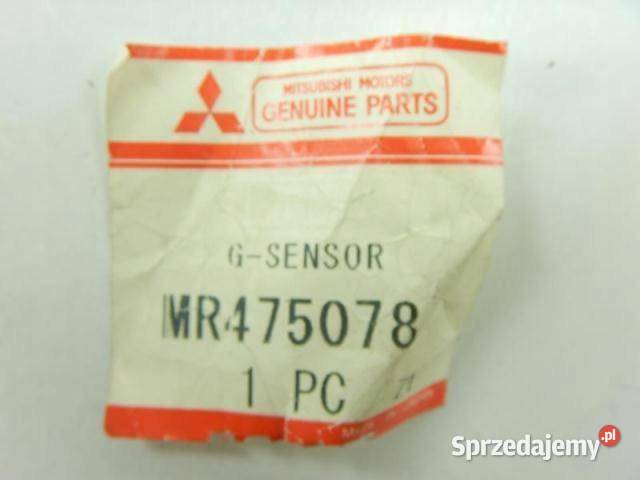 MITSUBISHI MOTORS
GENUINE PARTS
G-SENSOR
MR475078
1 PC
Sprzedajemy.pl